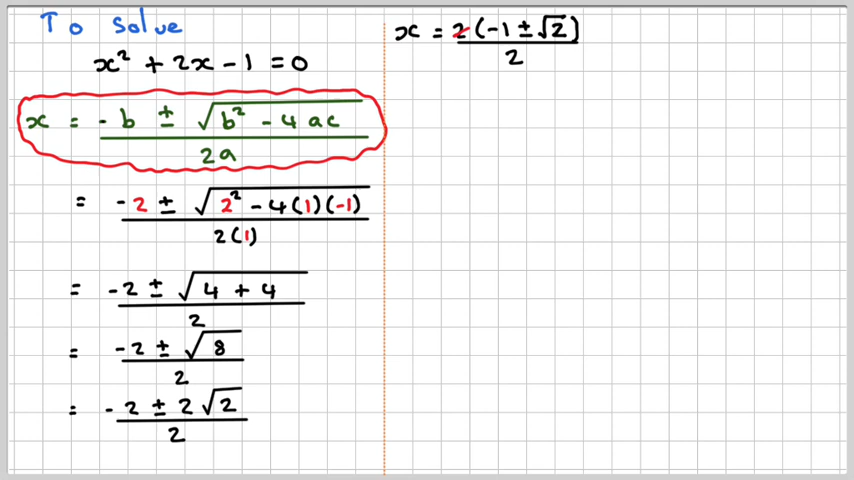 To solve
x² + 2x - 1 = 0
x = (-b ± √(b² - 4ac)) / 2a
= (-2 ± √(2² - 4(1)(-1))) / 2(1)
= (-2 ± √(4 + 4)) / 2
= (-2 ± √8) / 2
= (-2 ± 2√2) / 2
x = 2(-1 ± √2) / 2